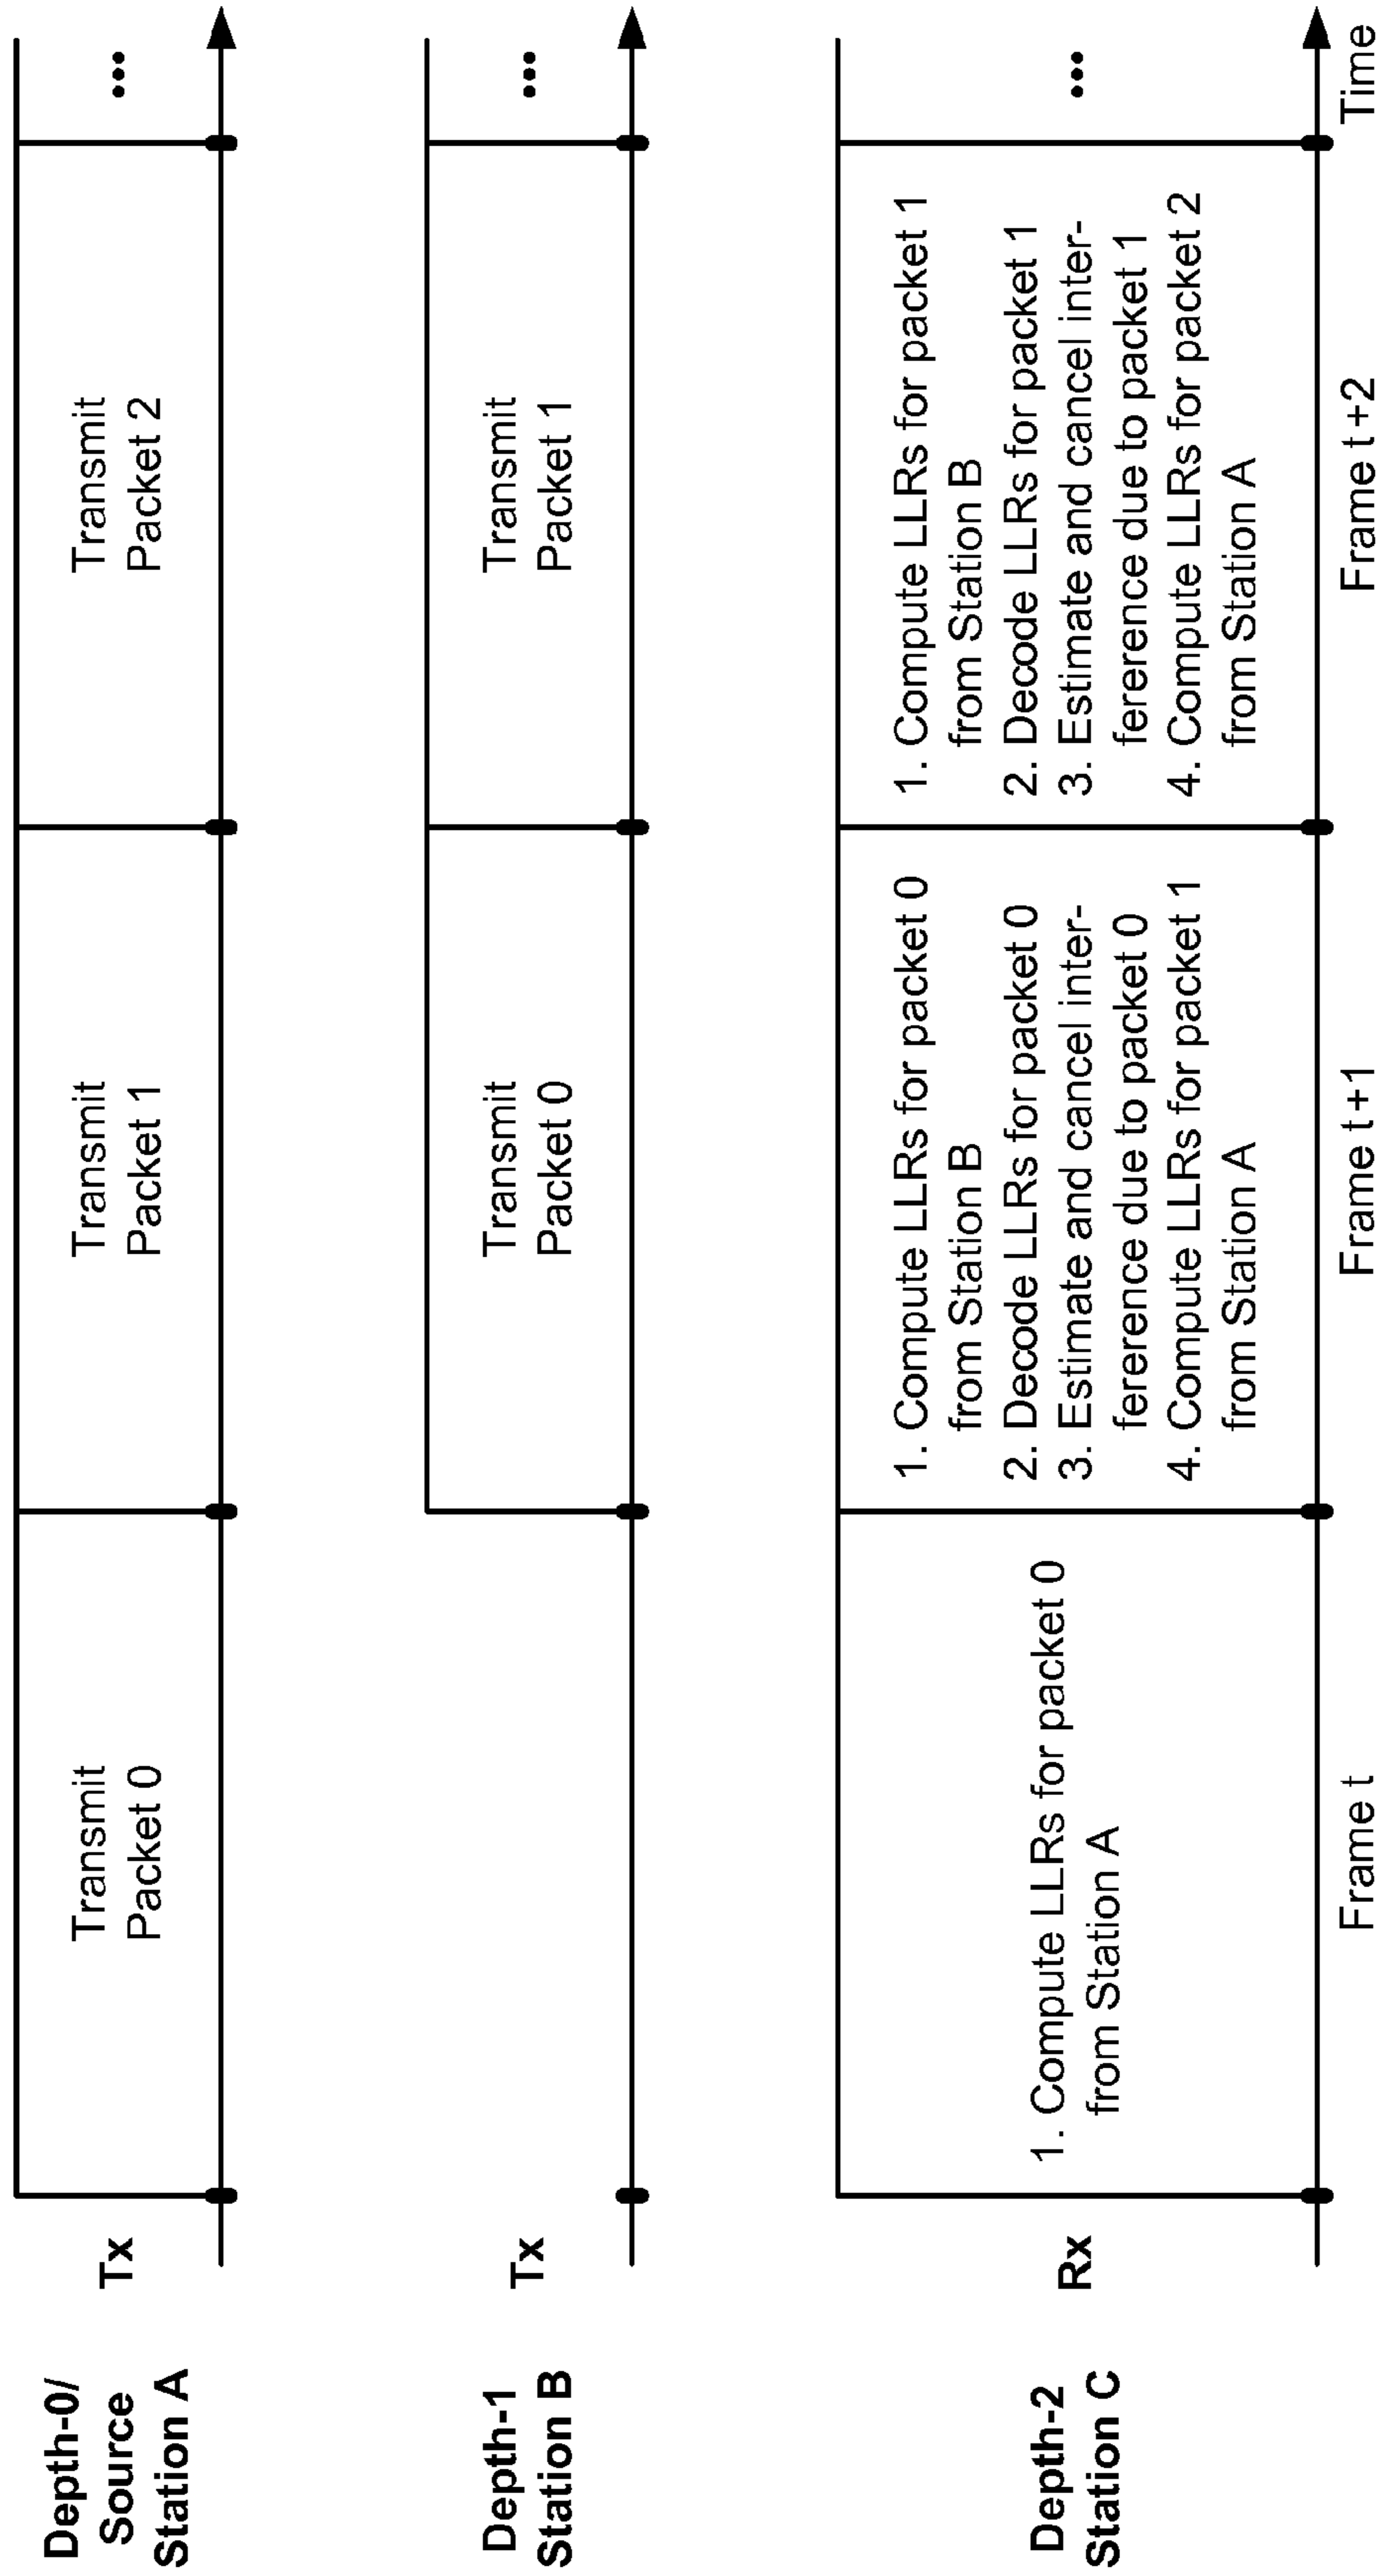 Depth-0/
Source
Station A
Tx
Transmit
Packet 0
Transmit
Packet 1
Transmit
Packet 2
...
Depth-1
Station B
Tx
Transmit
Packet 0
Transmit
Packet 1
...
Depth-2
Station C
Rx
1. Compute LLRs for packet 0
from Station A
1. Compute LLRs for packet 0
from Station B
2. Decode LLRs for packet 0
3. Estimate and cancel inter-
ference due to packet 0
4. Compute LLRs for packet 1
from Station A
1. Compute LLRs for packet 1
from Station B
2. Decode LLRs for packet 1
3. Estimate and cancel inter-
ference due to packet 1
4. Compute LLRs for packet 2
from Station A
...
Frame t
Frame t+1
Frame t+2
Time